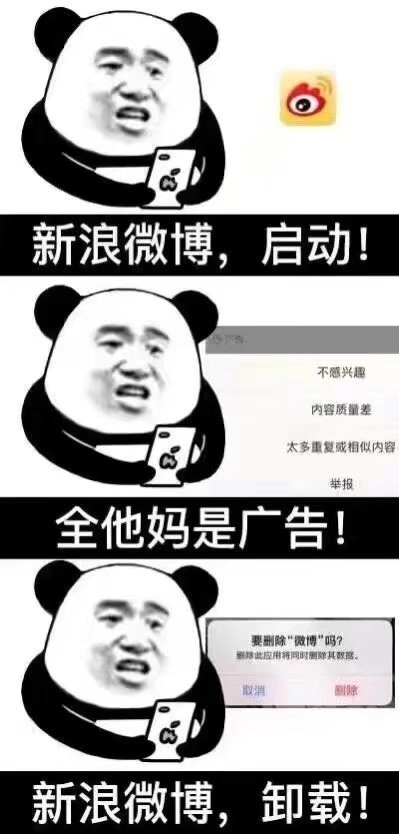 新浪微博，启动！
广告
不感兴趣
内容质量差
太多重复或相似内容
举报
全他妈是广告！
要删除“微博”吗？
删除此应用将同时删除其数据。
取消
删除
新浪微博，卸载！